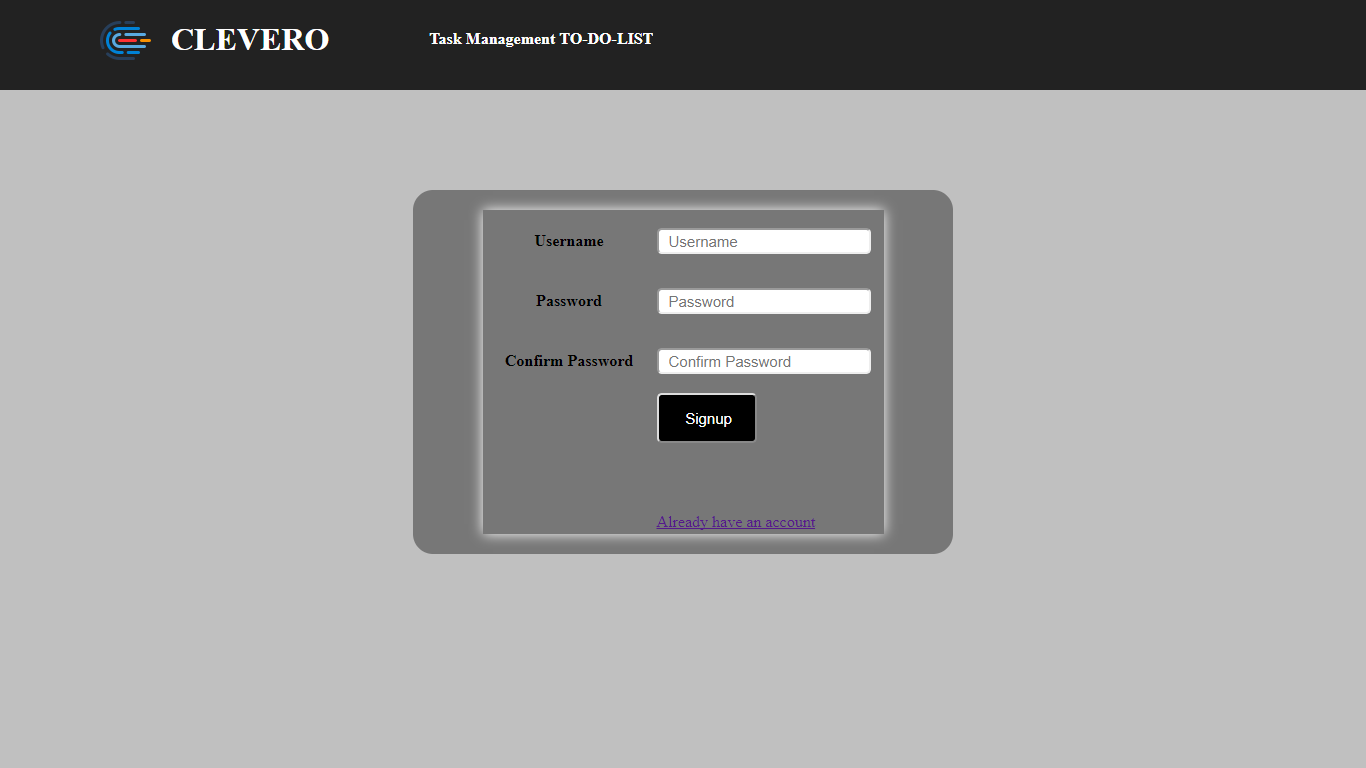 CLEVERO
Task Management TO-DO-LIST
Username Username
Password Password
Confirm Password Confirm Password
Signup
Already have an account